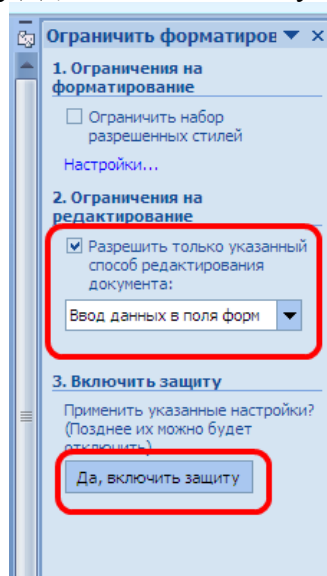 Ограничить форматиров
1. Ограничения на
форматирование
Ограничить набор
разрешенных стилей
Настройки...
2. Ограничения на
редактирование
Разрешить только указанный
способ редактирования
документа:
Ввод данных в поля форм
3. Включить защиту
Применить указанные настройки?
(Позднее их можно будет
отключить)
Да, включить защиту